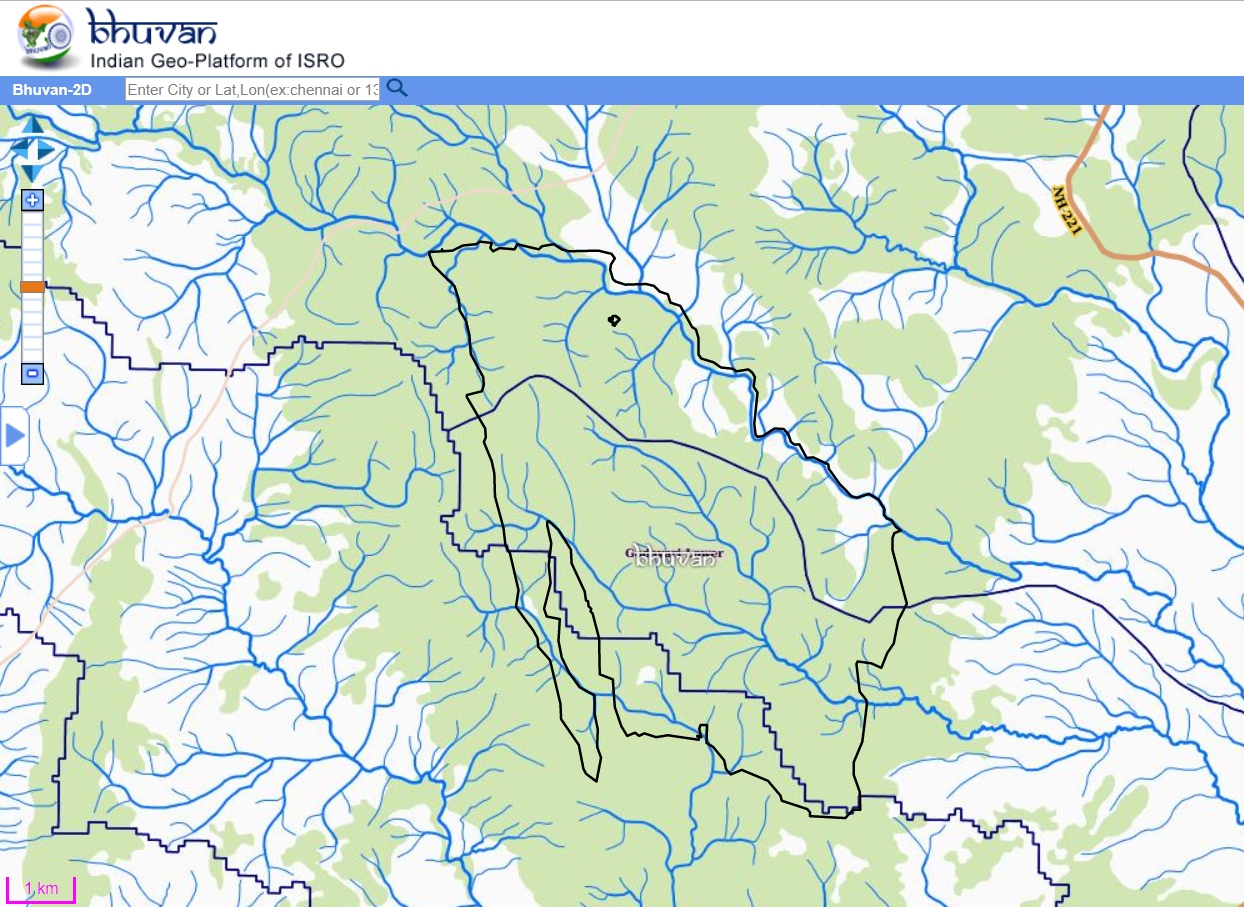 bhuvan
Indian Geo-Platform of ISRO
Bhuvan-2D
Enter City or Lat,Lon(ex:chennai or 13
NH-221
bhuvan
1 km